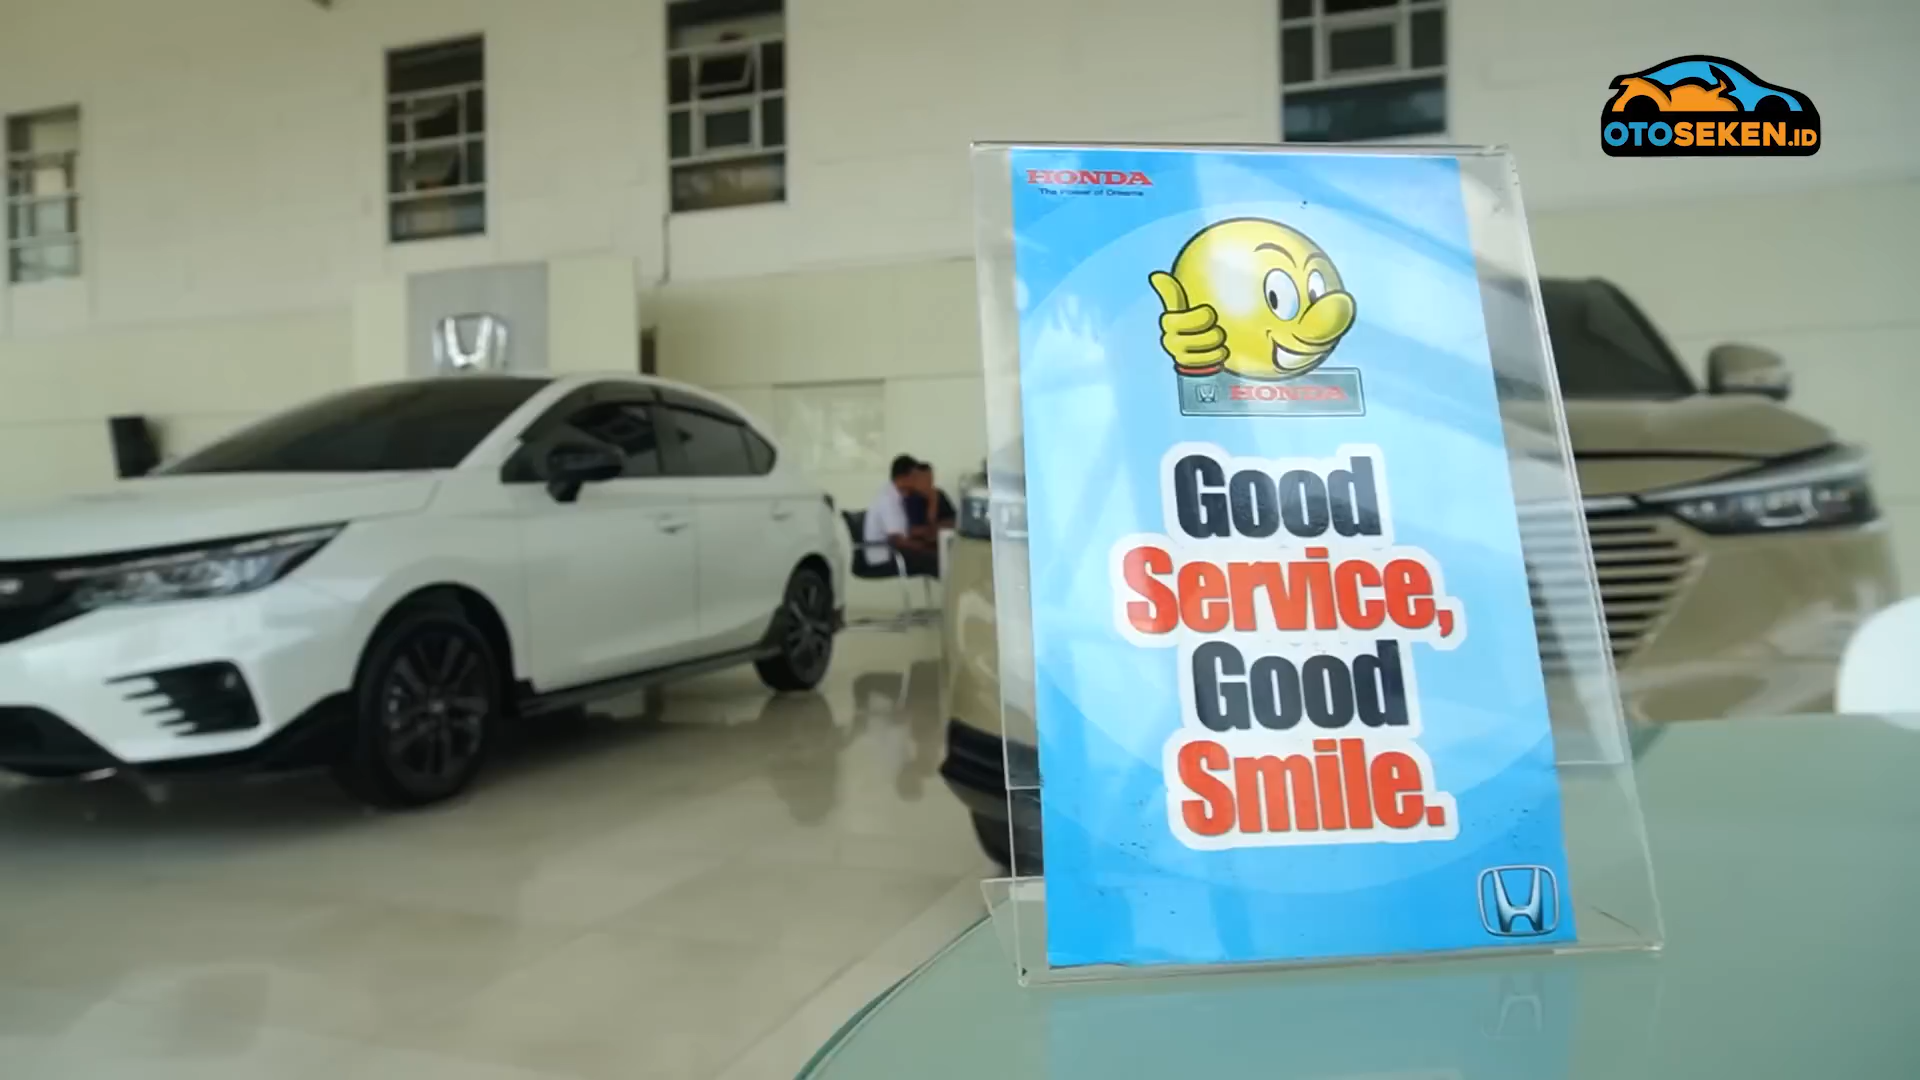 OTOSEKEN.ID
HONDA
The Power of Dreams
HONDA
Good
Service,
Good
Smile.